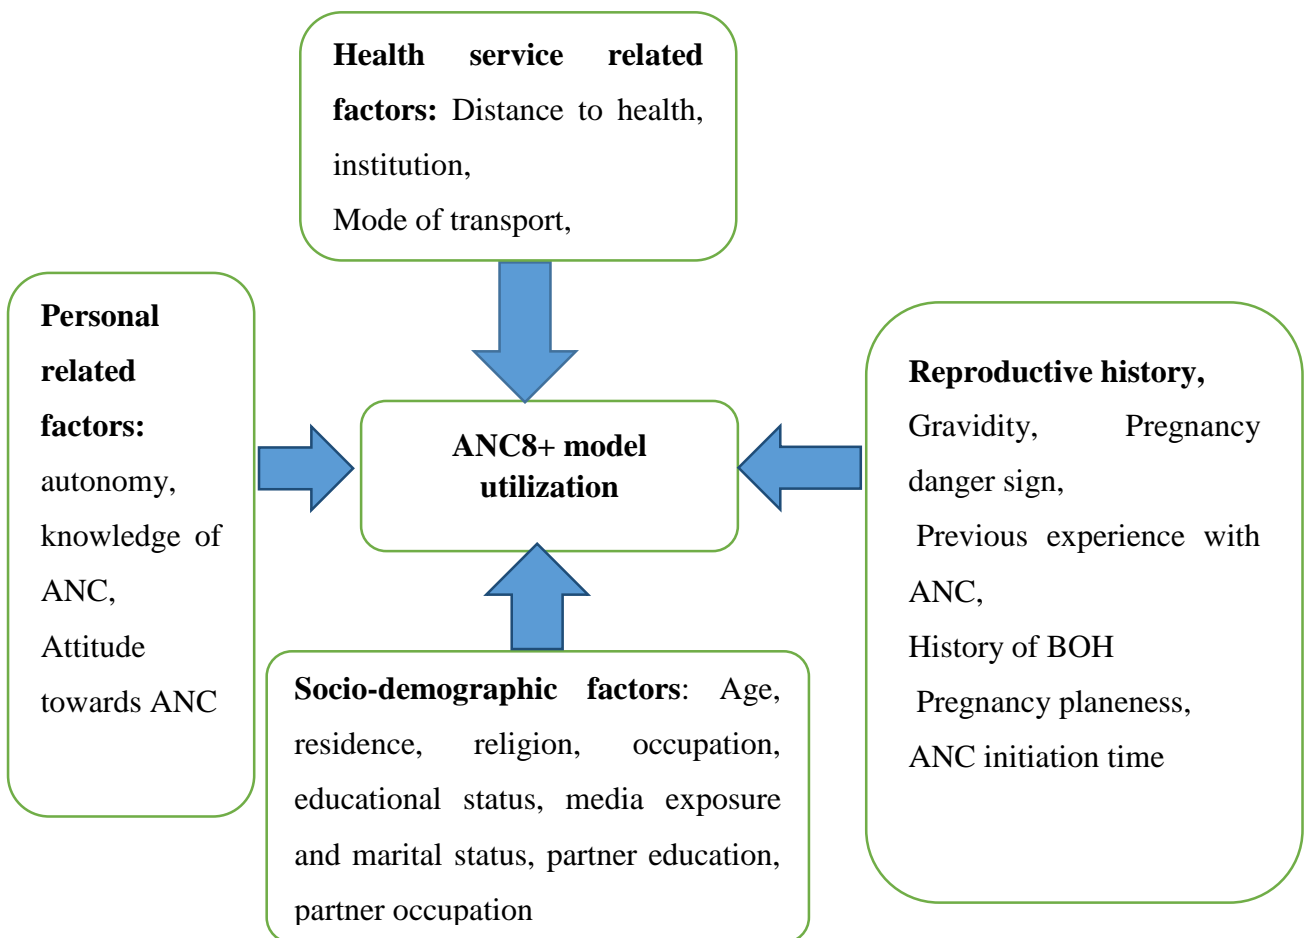 Health service related
factors: Distance to health,
institution,
Mode of transport,
Personal
related
factors:
autonomy,
knowledge of
ANC,
Attitude
towards ANC
ANC8+ model
utilization
Reproductive history,
Gravidity, Pregnancy
danger sign,
Previous experience with
ANC,
History of BOH
Pregnancy planeness,
ANC initiation time
Socio-demographic factors: Age,
residence, religion, occupation,
educational status, media exposure
and marital status, partner education,
partner occupation